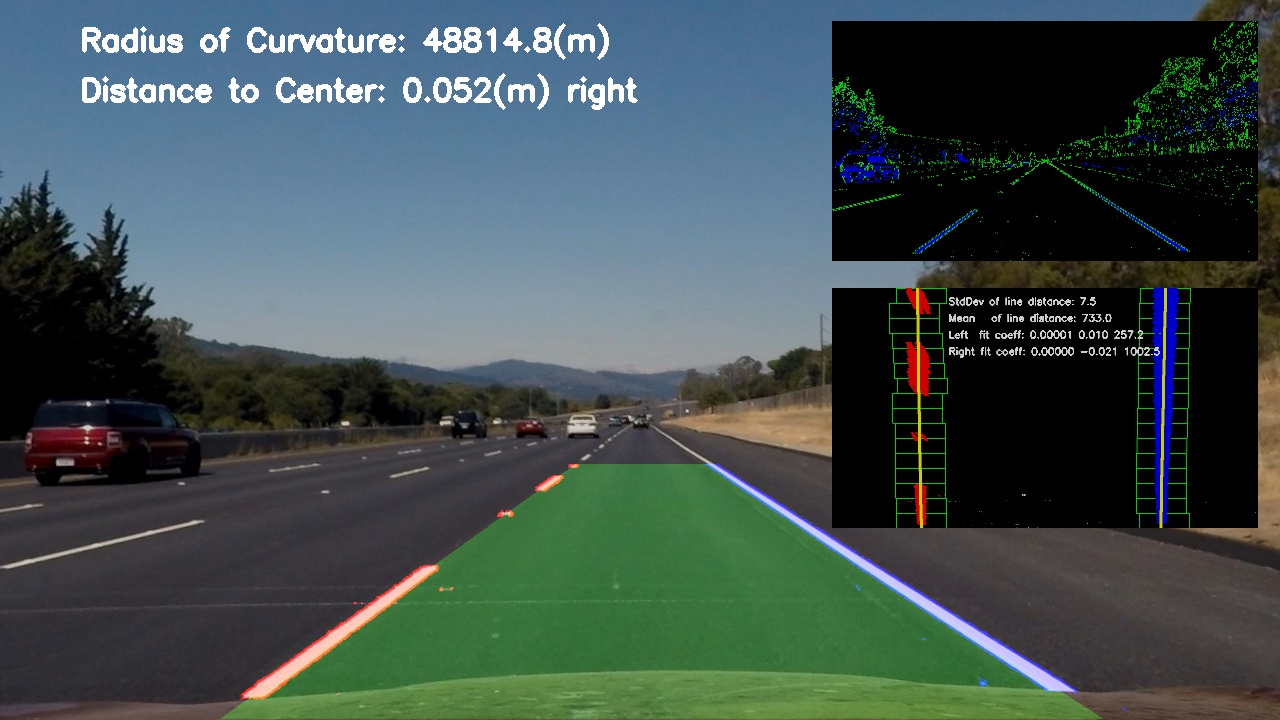 Radius of Curvature: 48814.8(m)
Distance to Center: 0.052(m) right
StdDev of line distance: 7.5
Mean of line distance: 733.0
Left fit coeff: 0.00001 0.010 257.2
Right fit coeff: 0.00000 -0.021 1002.5